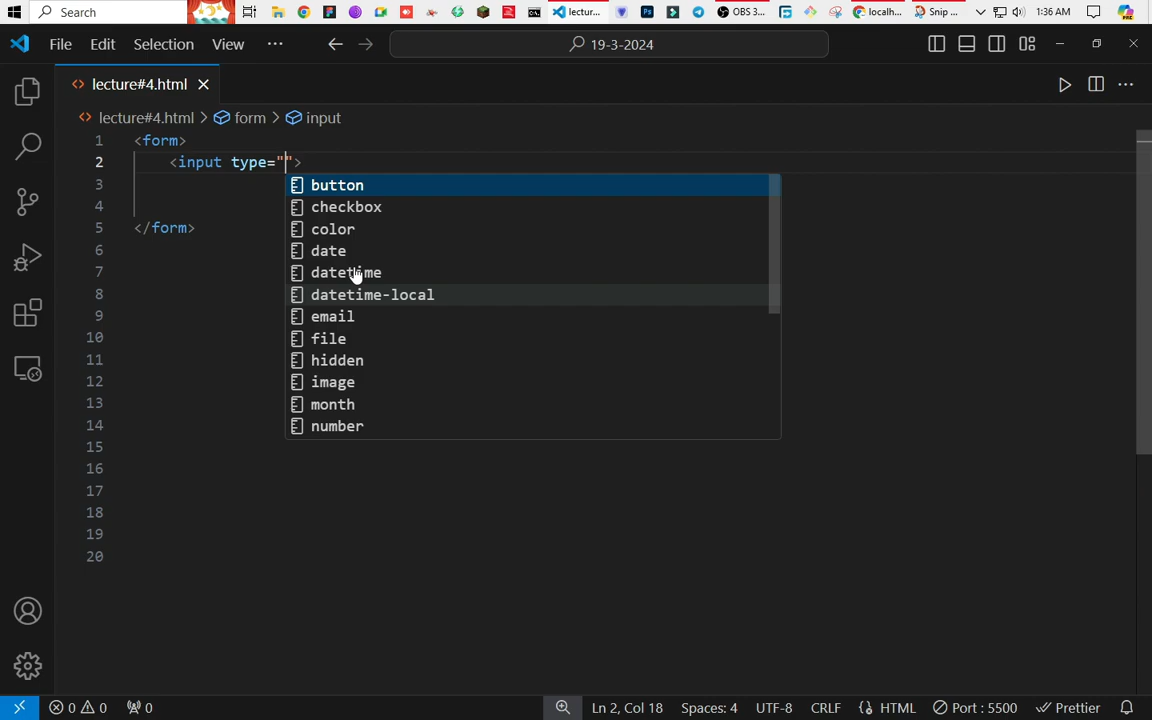 Search
lectur...
OBS 3...
localh...
Snip ...
1:36 AM
File Edit Selection View ...
19-3-2024
lecture#4.html
lecture#4.html > form > input
1 <form>
2 <input type="">
3
4
5 </form>
6
7
8
9
10
11
12
13
14
15
16
17
18
19
20
button
checkbox
color
date
datetime
datetime-local
email
file
hidden
image
month
number
0 0 0 Ln 2, Col 18 Spaces: 4 UTF-8 CRLF HTML Port : 5500 Prettier